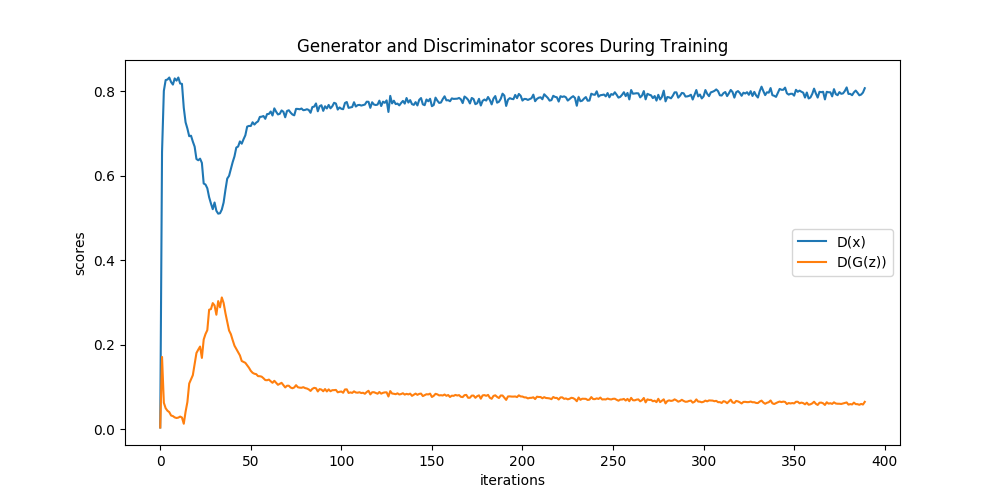 Generator and Discriminator scores During Training
0.8
0.6
0.4
0.2
0.0
scores
D(x)
D(G(z))
0 50 100 150 200 250 300 350 400
iterations